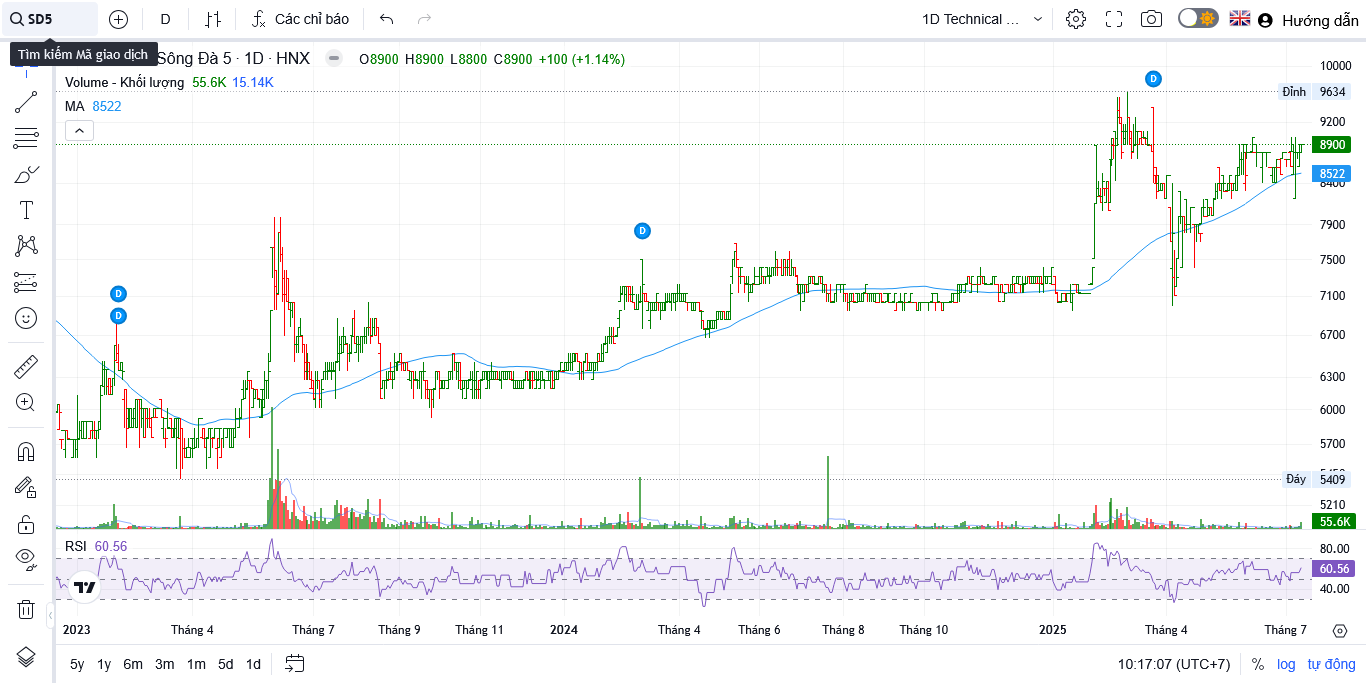 SD5 D Các chỉ báo 1D Technical ... Hướng dẫn
Tìm kiếm Mã giao dịch
Sông Đà 5 · 1D · HNX O8900 H8900 L8800 C8900 +100 (+1.14%)
Volume - Khối lượng 55.6K 15.14K
MA 8522
10000
Đỉnh 9634
9200
8900
8522
8400
7900
7500
7100
6700
6300
6000
5700
Đáy 5409
5210
55.6K
D
D
D
D
RSI 60.56
80.00
60.56
40.00
2023 Tháng 4 Tháng 7 Tháng 9 Tháng 11 2024 Tháng 4 Tháng 6 Tháng 8 Tháng 10 2025 Tháng 4 Tháng 7
5y 1y 6m 3m 1m 5d 1d 10:17:07 (UTC+7) % log tự động